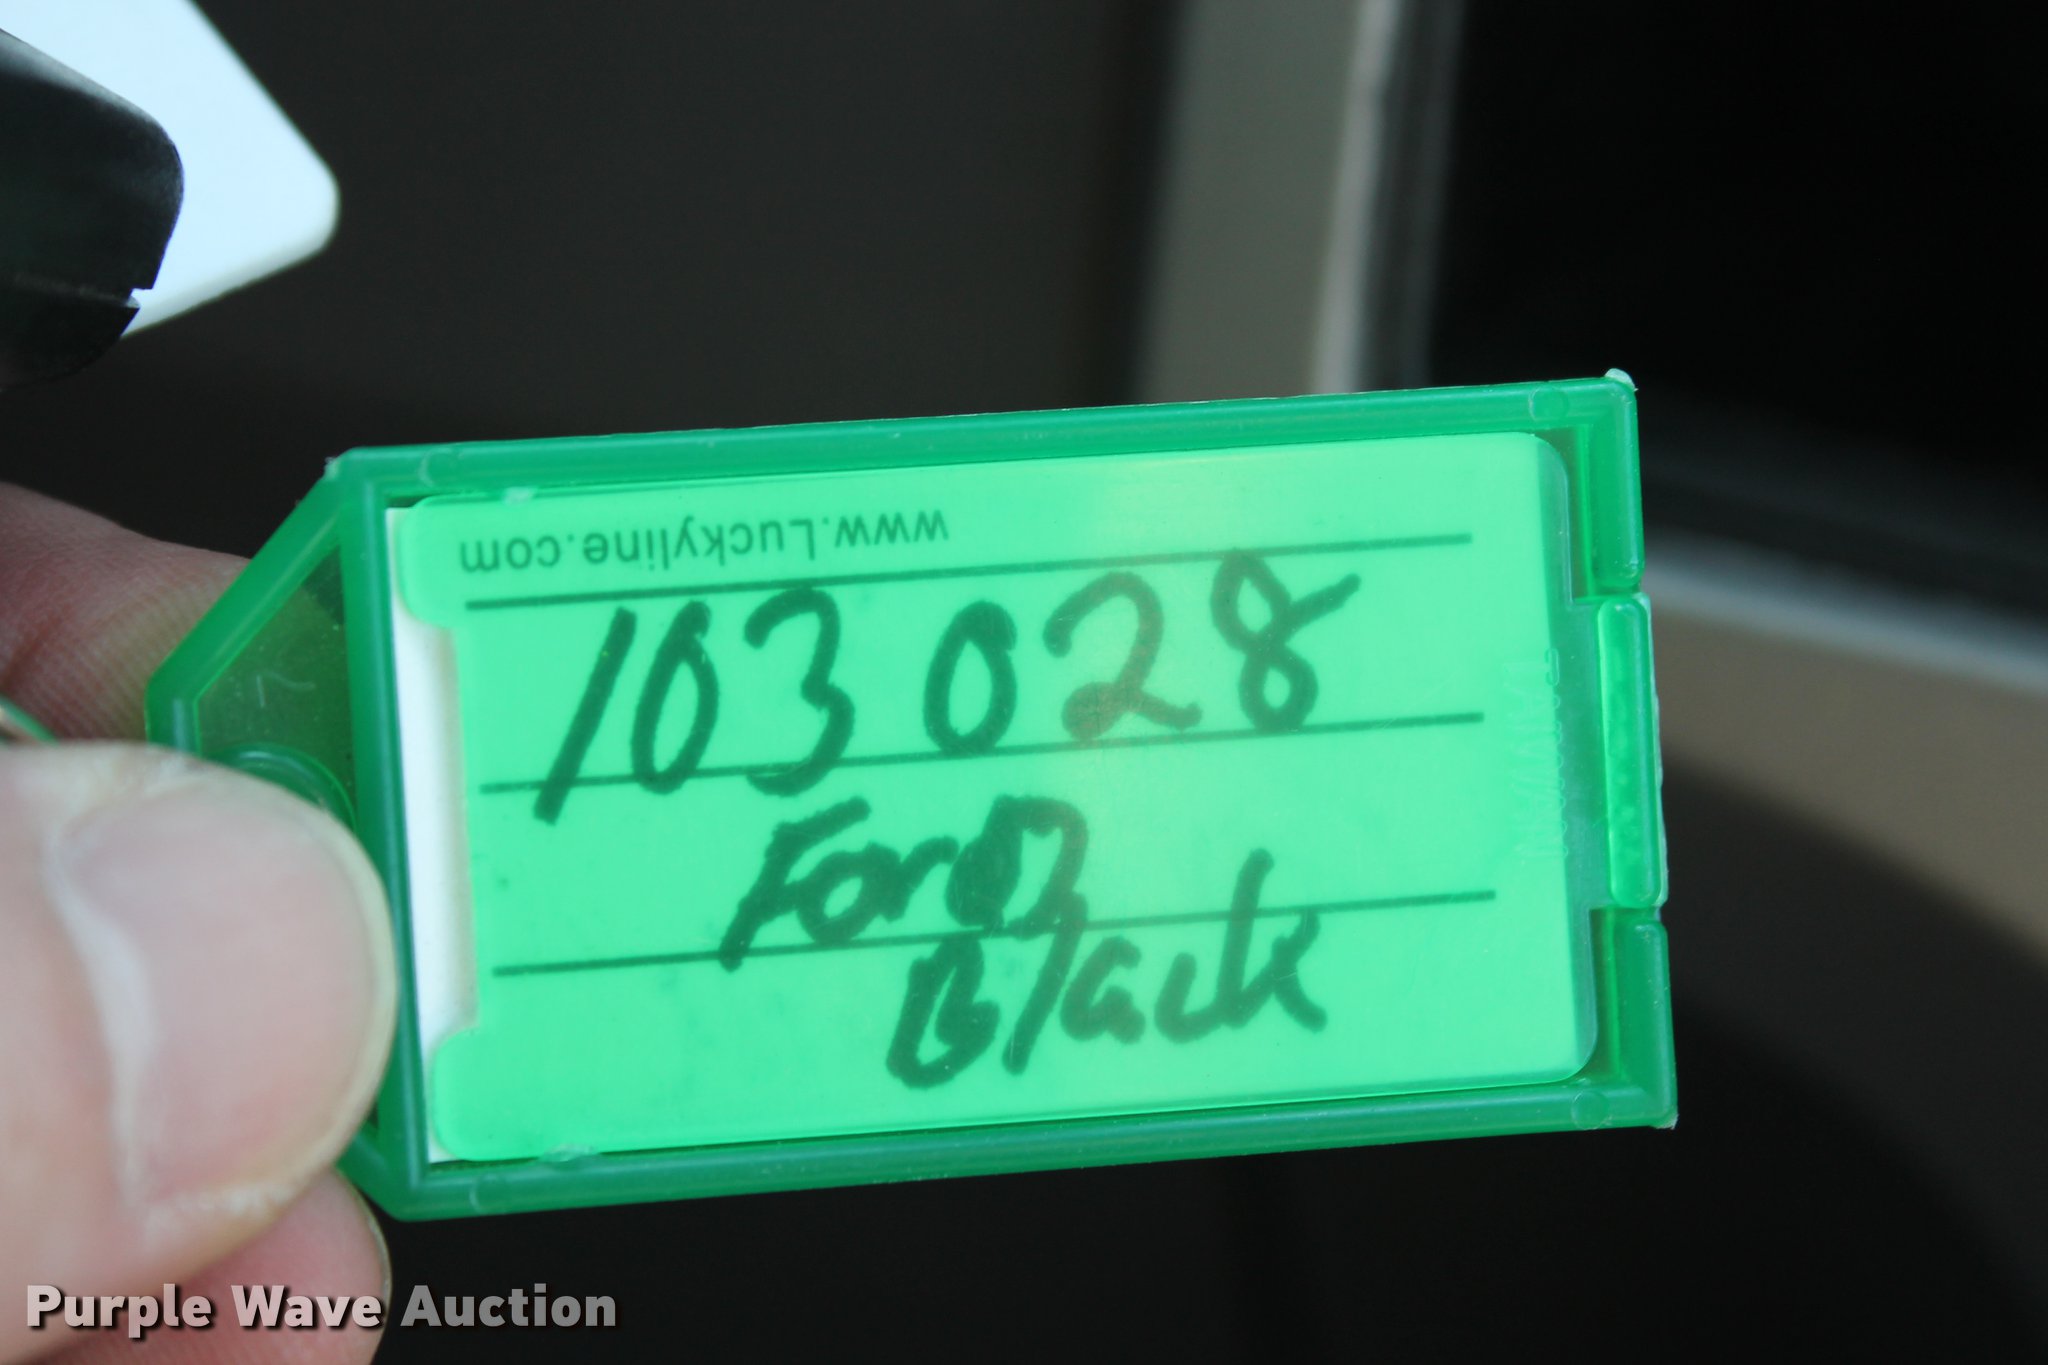 www.Luckyline.com
103028
Ford
Black
Purple Wave Auction